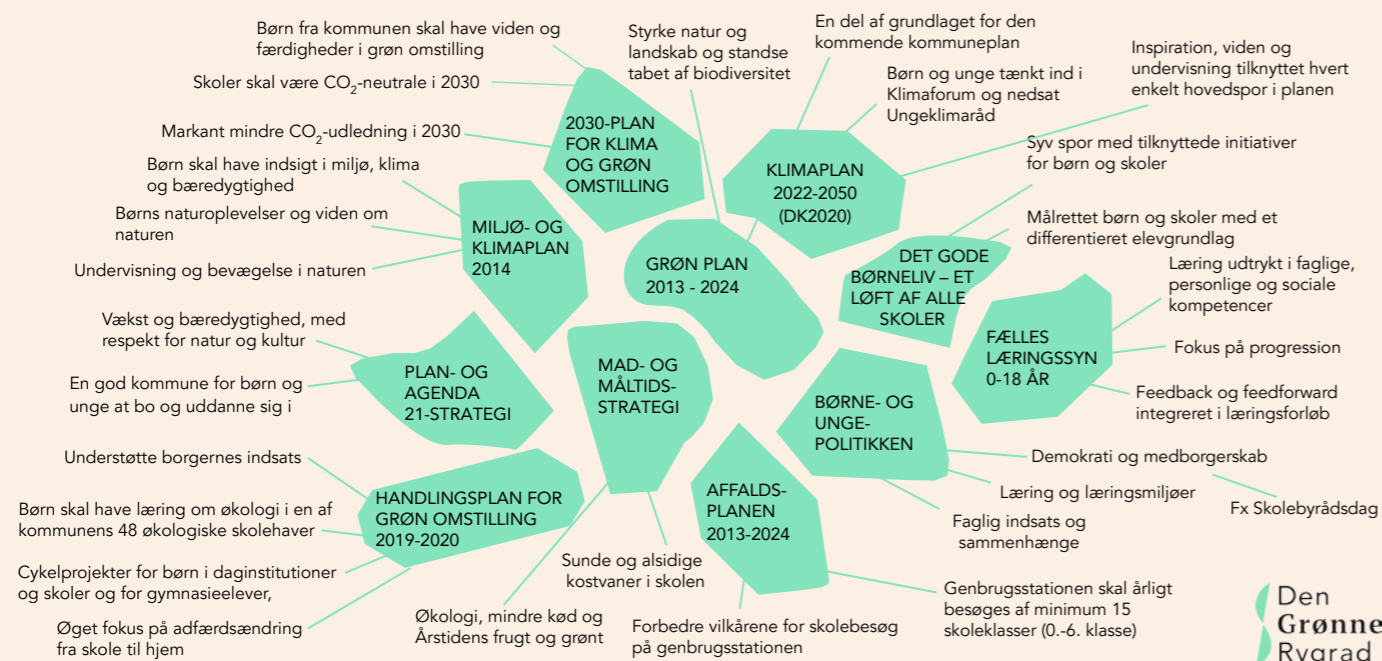 Børn fra kommunen skal have viden og
færdigheder i grøn omstilling
Skoler skal være CO₂-neutrale i 2030
Markant mindre CO₂-udledning i 2030
2030-PLAN
FOR KLIMA
OG GRØN
OMSTILLING
Styrke natur og
landskab og standse
tabet af biodiversitet
En del af grundlaget for den
kommende kommuneplan
Børn og unge tænkt ind i
Klimaforum og nedsat
Ungeklimaråd
Inspiration, viden og
undervisning tilknyttet hvert
enkelt hovedspor i planen
KLIMAPLAN
2022-2050
(DK2020)
Syv spor med tilknyttede initiativer
for børn og skoler
Målrettet børn og skoler med et
differentieret elevgrundlag
DET GODE
BØRNELIV – ET
LØFT AF ALLE
SKOLER
Børn skal have indsigt i miljø, klima
og bæredygtighed
Børns naturoplevelser og viden om
naturen
Undervisning og bevægelse i naturen
MILJØ- OG
KLIMAPLAN
2014
GRØN PLAN
2013 - 2024
Læring udtrykt i faglige,
personlige og sociale
kompetencer
Fokus på progression
Feedback og feedforward
integreret i læringsforløb
FÆLLES
LÆRINGSSYN
0-18 ÅR
Vækst og bæredygtighed, med
respekt for natur og kultur
En god kommune for børn og
unge at bo og uddanne sig i
PLAN- OG
AGENDA
21-STRATEGI
MAD- OG
MÅLTIDS-
STRATEGI
BØRNE- OG
UNGE-
POLITIKKEN
Demokrati og medborgerskab
Fx Skolebyrådsdag
Læring og læringsmiljøer
Faglig indsats og
sammenhænge
Understøtte borgernes indsats
Børn skal have læring om økologi i en af
kommunens 48 økologiske skolehaver
Cykelprojekter for børn i daginstitutioner
og skoler og for gymnasieelever,
Øget fokus på adfærdsændring
fra skole til hjem
HANDLINGSPLAN FOR
GRØN OMSTILLING
2019-2020
Sunde og alsidige
kostvaner i skolen
Økologi, mindre kød og
Årstidens frugt og grønt
AFFALDS-
PLANEN
2013-2024
Forbedre vilkårene for skolebesøg
på genbrugsstationen
Genbrugsstationen skal årligt
besøges af minimum 15
skoleklasser (0.-6. klasse)
Den
Grønne
Rygrad